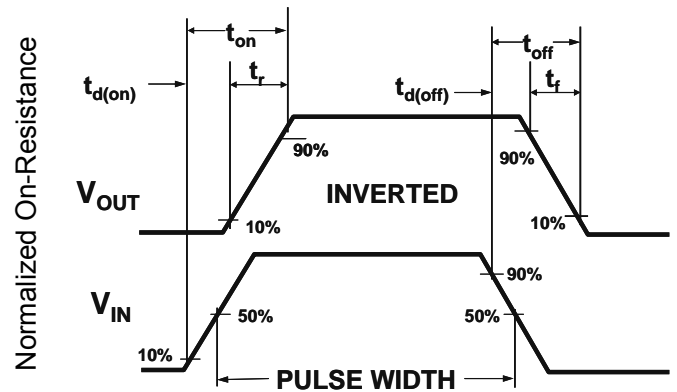 Normalized On-Resistance
t_on
t_off
t_r
t_d(on)
t_d(off)
t_f
90%
90%
V_OUT
INVERTED
10%
10%
90%
V_IN
50%
50%
10%
PULSE WIDTH